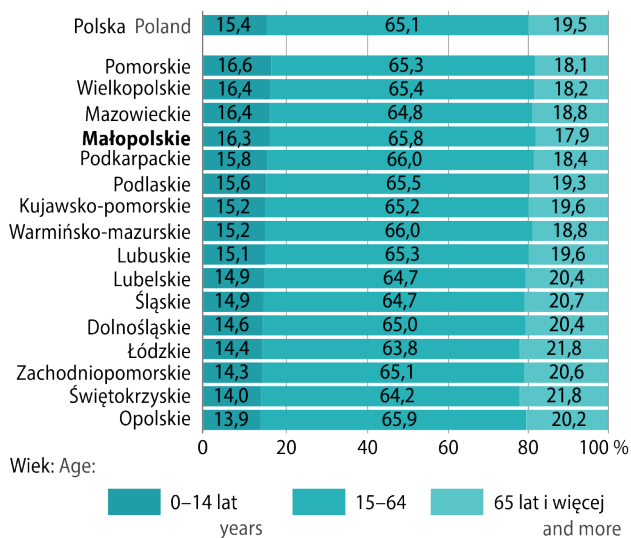 Polska Poland 15,4 65,1 19,5
Pomorskie 16,6 65,3 18,1
Wielkopolskie 16,4 65,4 18,2
Mazowieckie 16,4 64,8 18,8
Małopolskie 16,3 65,8 17,9
Podkarpackie 15,8 66,0 18,4
Podlaskie 15,6 65,5 19,3
Kujawsko-pomorskie 15,2 65,2 19,6
Warmińsko-mazurskie 15,2 66,0 18,8
Lubuskie 15,1 65,3 19,6
Lubelskie 14,9 64,7 20,4
Śląskie 14,9 64,7 20,7
Dolnośląskie 14,6 65,0 20,4
Łódzkie 14,4 63,8 21,8
Zachodniopomorskie 14,3 65,1 20,6
Świętokrzyskie 14,0 64,2 21,8
Opolskie 13,9 65,9 20,2
0 20 40 60 80 100 %
Wiek: Age:
0–14 lat 15–64 65 lat i więcej
years and more